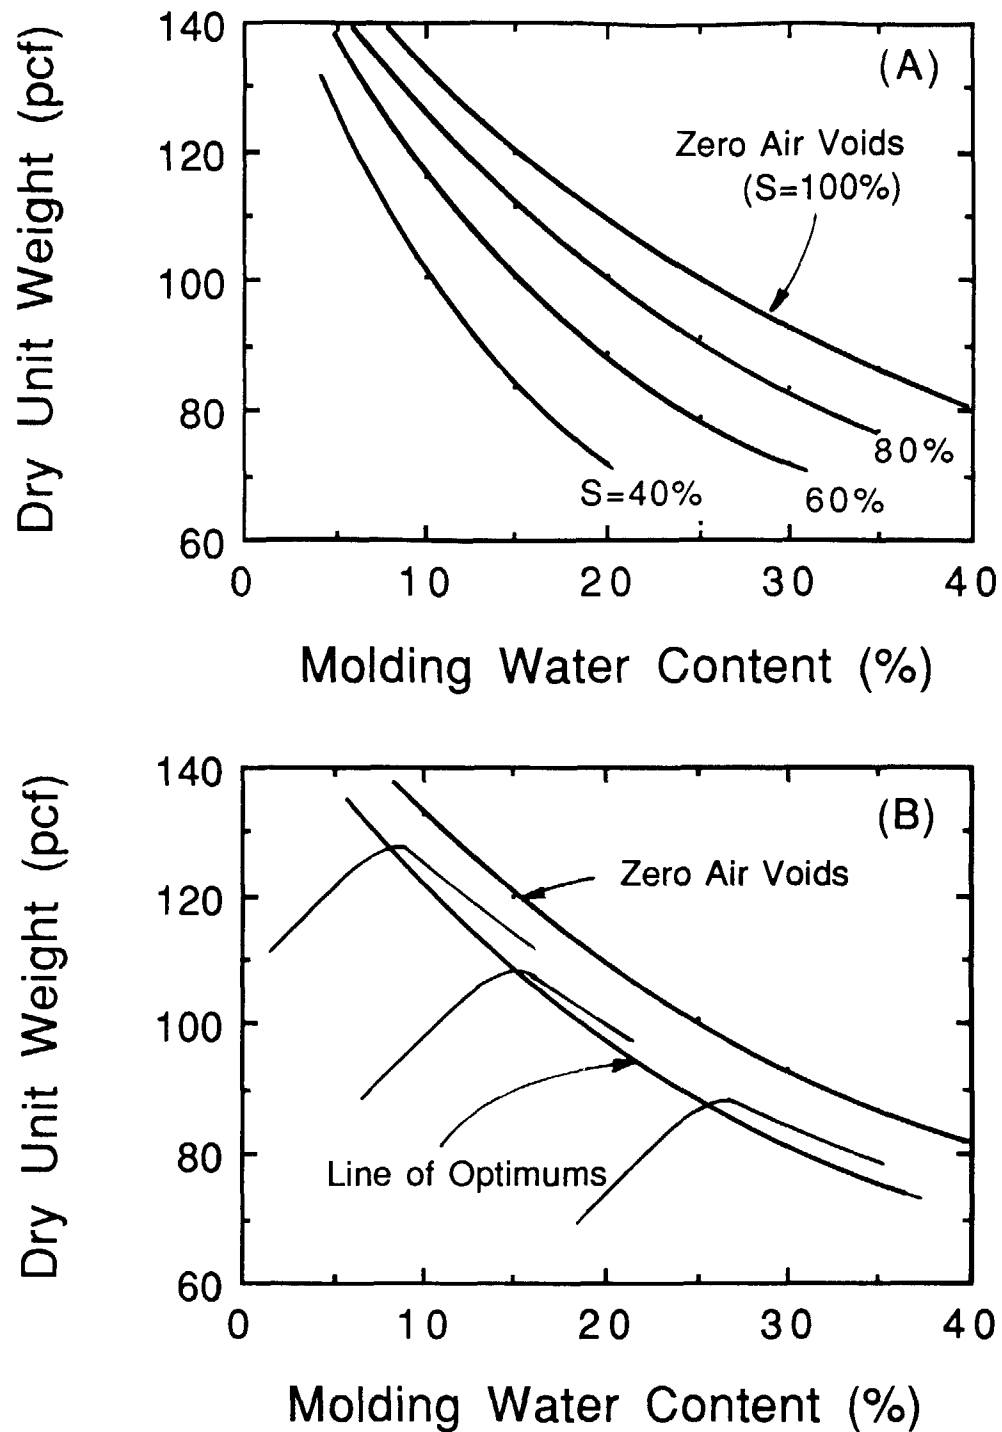 Dry Unit Weight (pcf)
140
120
100
80
60
(A)
Zero Air Voids
(S=100%)
80%
S=40%
60%
0 10 20 30 40
Molding Water Content (%)
Dry Unit Weight (pcf)
140
120
100
80
60
(B)
Zero Air Voids
Line of Optimums
0 10 20 30 40
Molding Water Content (%)